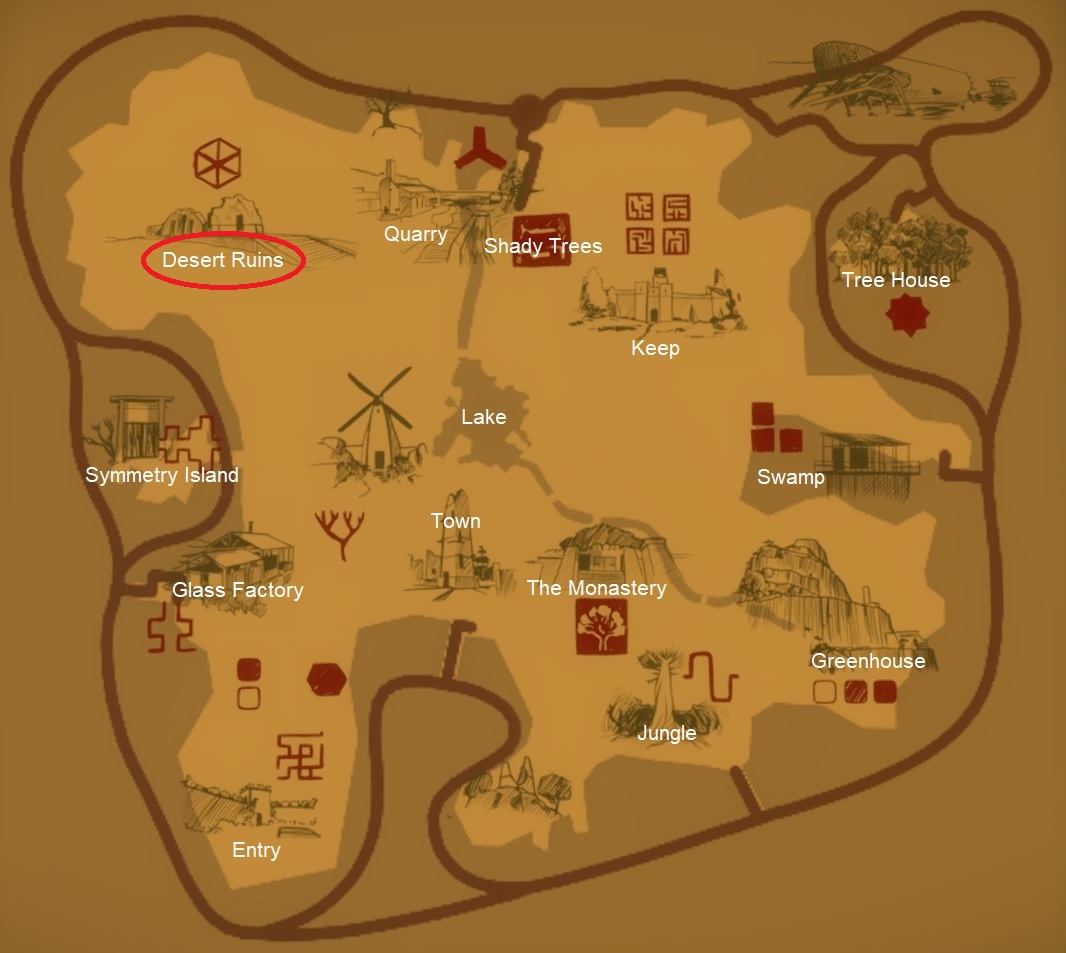 Quarry
Shady Trees
Desert Ruins
Tree House
Keep
Lake
Symmetry Island
Swamp
Town
Glass Factory
The Monastery
Greenhouse
Jungle
Entry